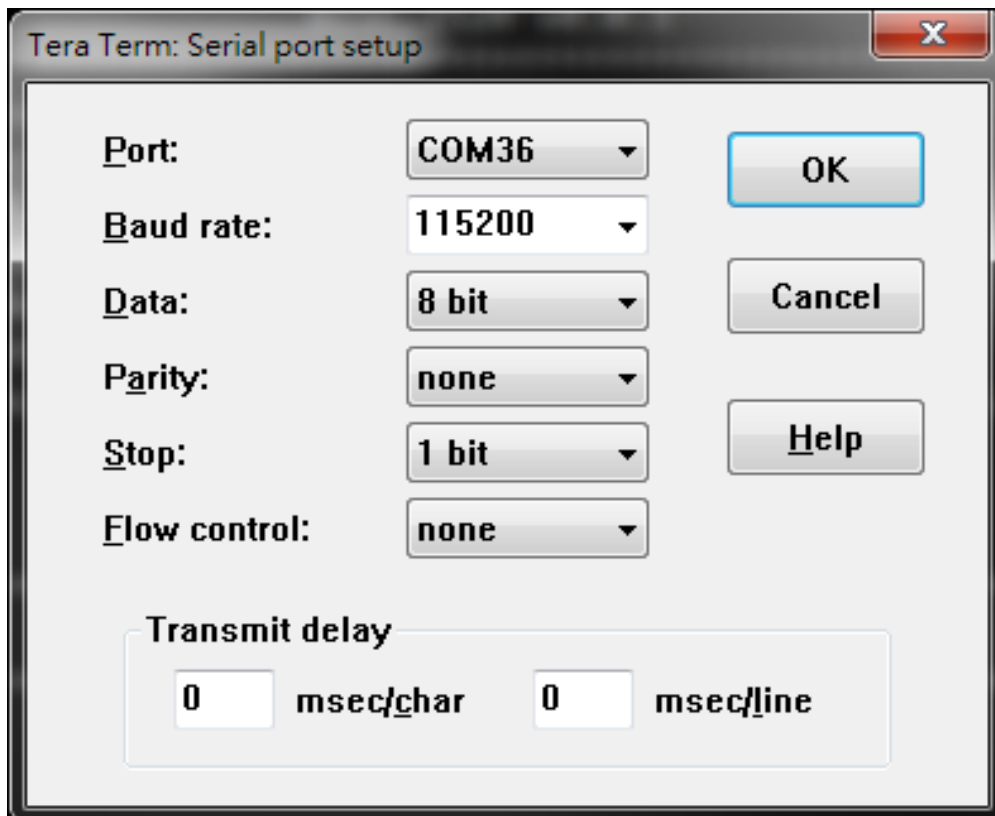 Tera Term: Serial port setup
Port: COM36
OK
Baud rate: 115200
Data: 8 bit
Cancel
Parity: none
Stop: 1 bit
Help
Flow control: none
Transmit delay
0 msec/char 0 msec/line